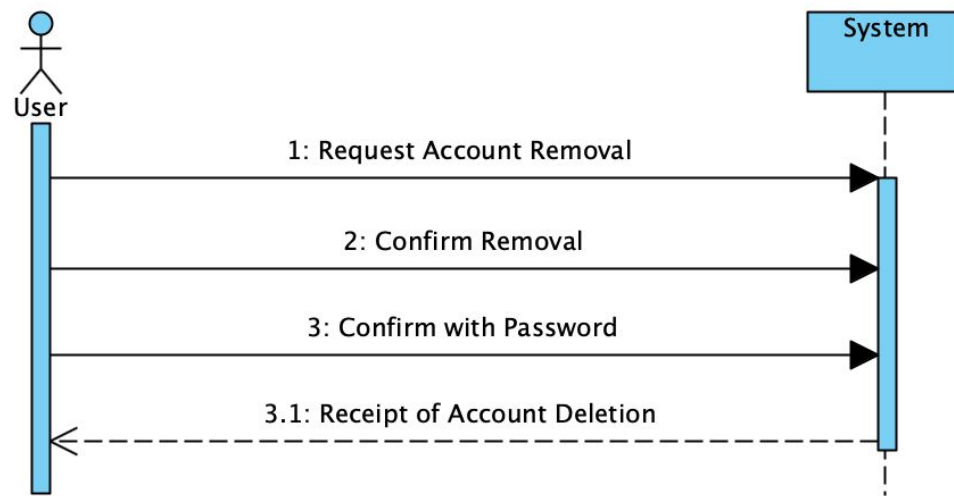 System
User
1: Request Account Removal
2: Confirm Removal
3: Confirm with Password
3.1: Receipt of Account Deletion